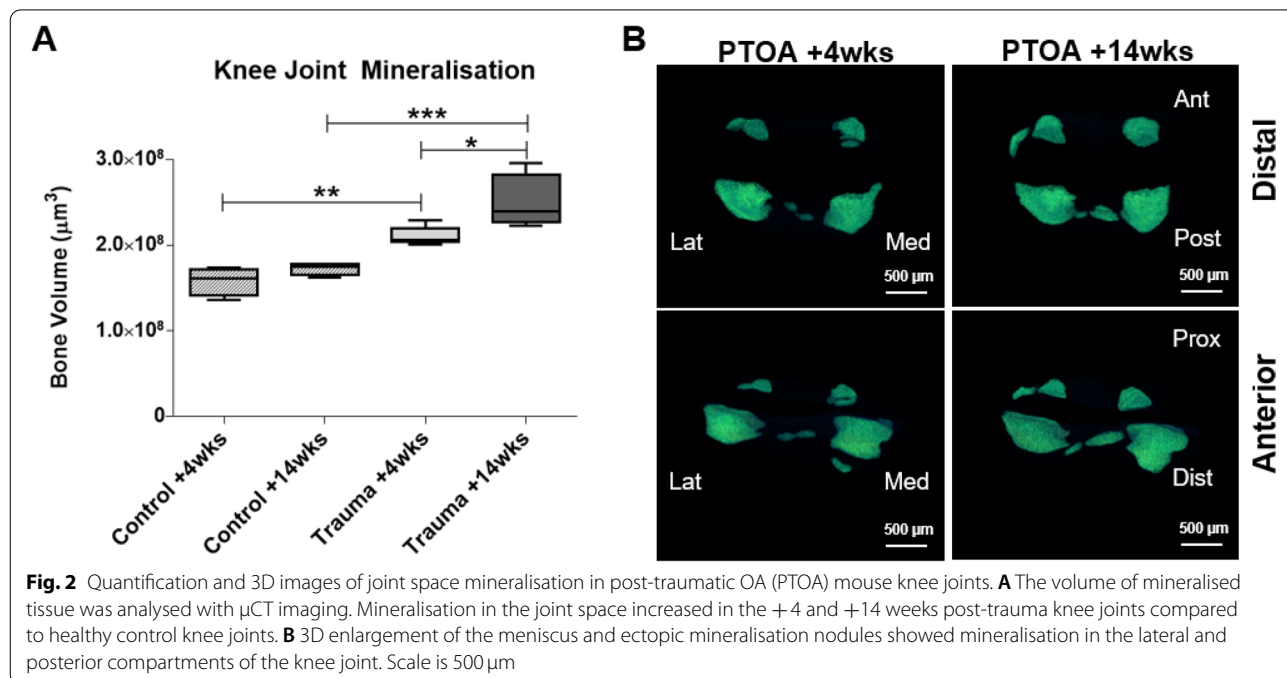 A
Knee Joint Mineralisation
***
*
**
3.0×10⁸
2.0×10⁸
1.0×10⁸
0
Bone Volume (μm³)
Control +4wks
Control +14wks
Trauma +4wks
Trauma +14wks
B
PTOA +4wks
PTOA +14wks
Lat
Med
500 µm
Ant
Post
500 µm
Distal
Lat
Med
500 µm
Prox
Dist
500 µm
Anterior
Fig. 2 Quantification and 3D images of joint space mineralisation in post-traumatic OA (PTOA) mouse knee joints. A The volume of mineralised
tissue was analysed with µCT imaging. Mineralisation in the joint space increased in the +4 and +14 weeks post-trauma knee joints compared
to healthy control knee joints. B 3D enlargement of the meniscus and ectopic mineralisation nodules showed mineralisation in the lateral and
posterior compartments of the knee joint. Scale is 500 µm